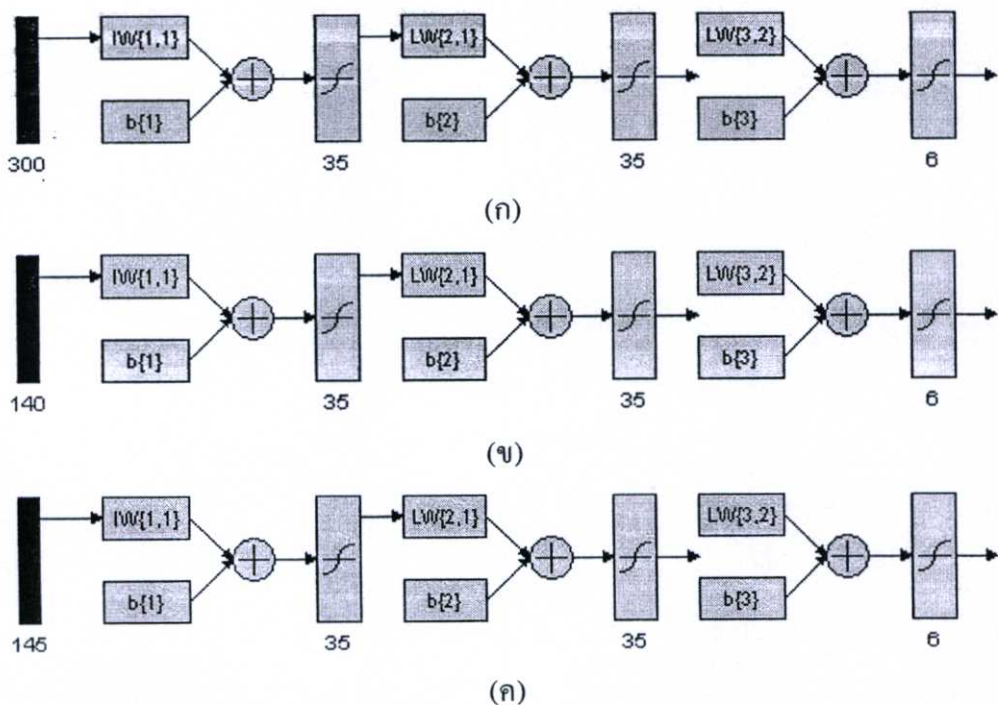 IW{1,1} LW{2,1} LW{3,2}
b{1} b{2} b{3}
300 35 35 6
(ก)
IW{1,1} LW{2,1} LW{3,2}
b{1} b{2} b{3}
140 35 35 6
(ข)
IW{1,1} LW{2,1} LW{3,2}
b{1} b{2} b{3}
145 35 35 6
(ค)